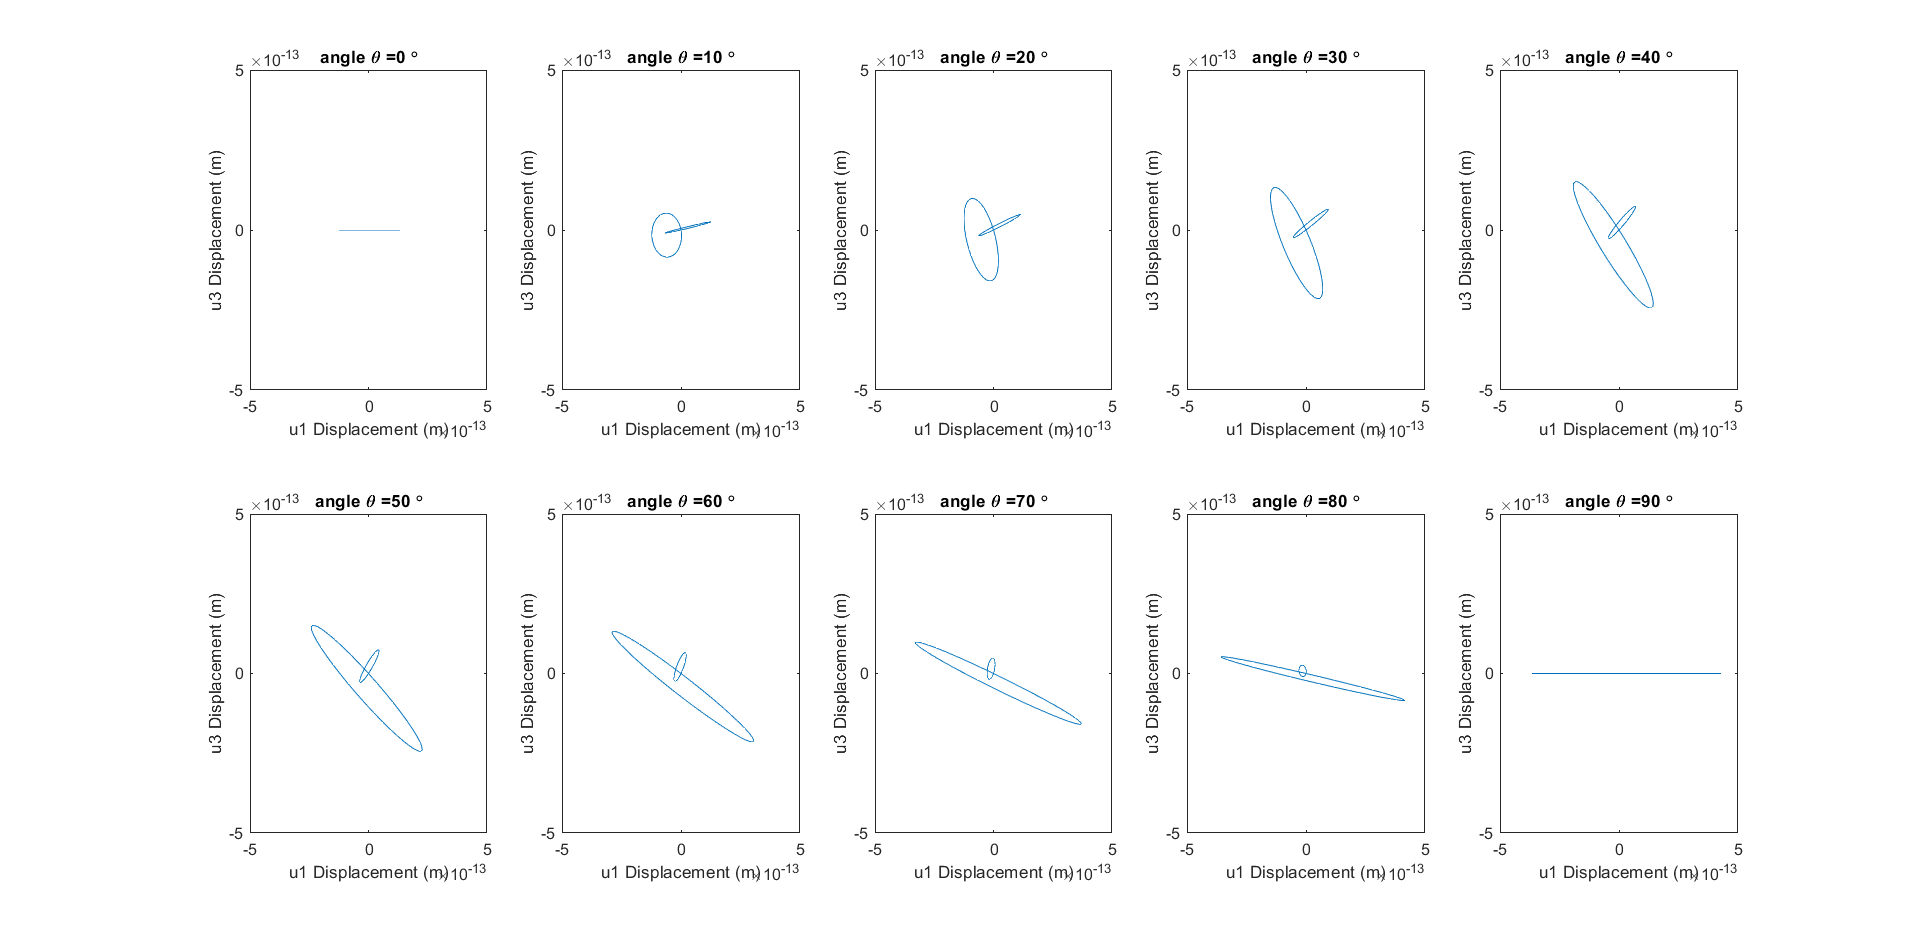 ×10-13 angle θ =0 °
×10-13 angle θ =10 °
×10-13 angle θ =20 °
×10-13 angle θ =30 °
×10-13 angle θ =40 °
5 5 5 5 5
u3 Displacement (m)
u3 Displacement (m)
u3 Displacement (m)
u3 Displacement (m)
u3 Displacement (m)
0 0 0 0 0
-5 -5 -5 -5 -5
-5 0 5
-5 0 5
-5 0 5
-5 0 5
-5 0 5
u1 Displacement (m) ×10-13
u1 Displacement (m) ×10-13
u1 Displacement (m) ×10-13
u1 Displacement (m) ×10-13
u1 Displacement (m) ×10-13
×10-13 angle θ =50 °
×10-13 angle θ =60 °
×10-13 angle θ =70 °
×10-13 angle θ =80 °
×10-13 angle θ =90 °
5 5 5 5 5
u3 Displacement (m)
u3 Displacement (m)
u3 Displacement (m)
u3 Displacement (m)
u3 Displacement (m)
0 0 0 0 0
-5 -5 -5 -5 -5
-5 0 5
-5 0 5
-5 0 5
-5 0 5
-5 0 5
u1 Displacement (m) ×10-13
u1 Displacement (m) ×10-13
u1 Displacement (m) ×10-13
u1 Displacement (m) ×10-13
u1 Displacement (m) ×10-13